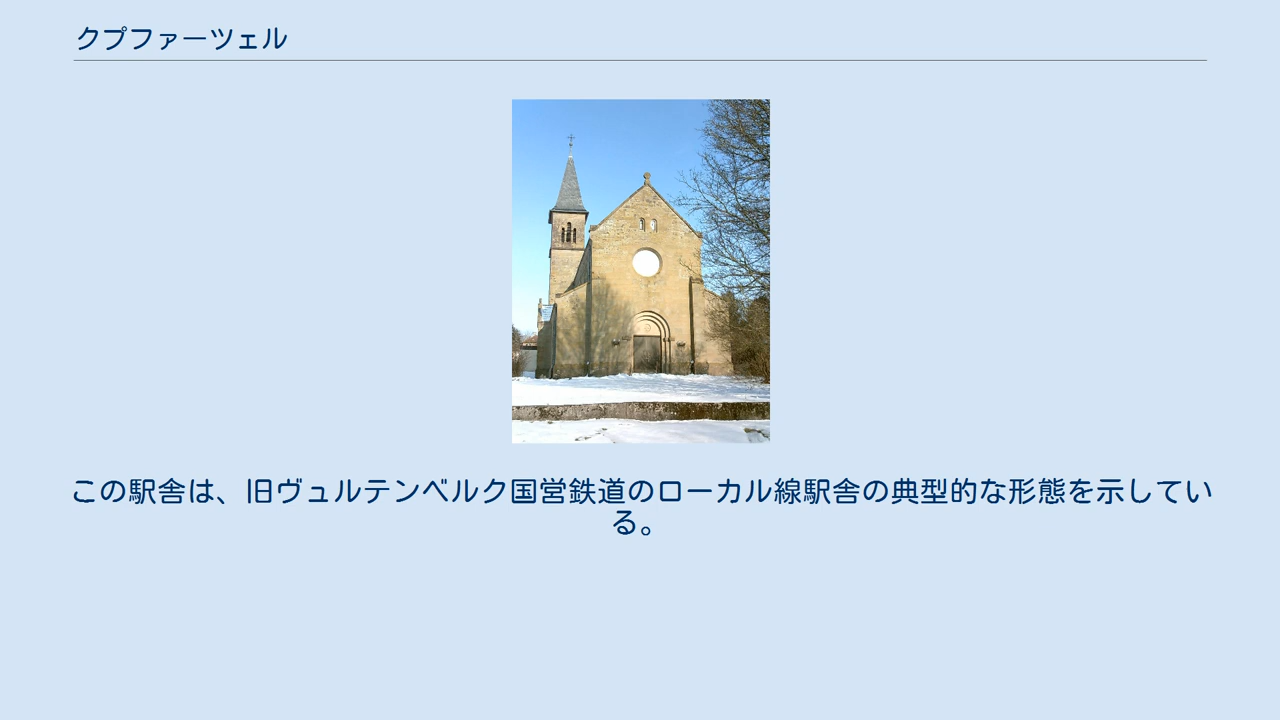 クプファーツェル
この駅舎は、旧ヴュルテンベルク国営鉄道のローカル線駅舎の典型的な形態を示してい
る。